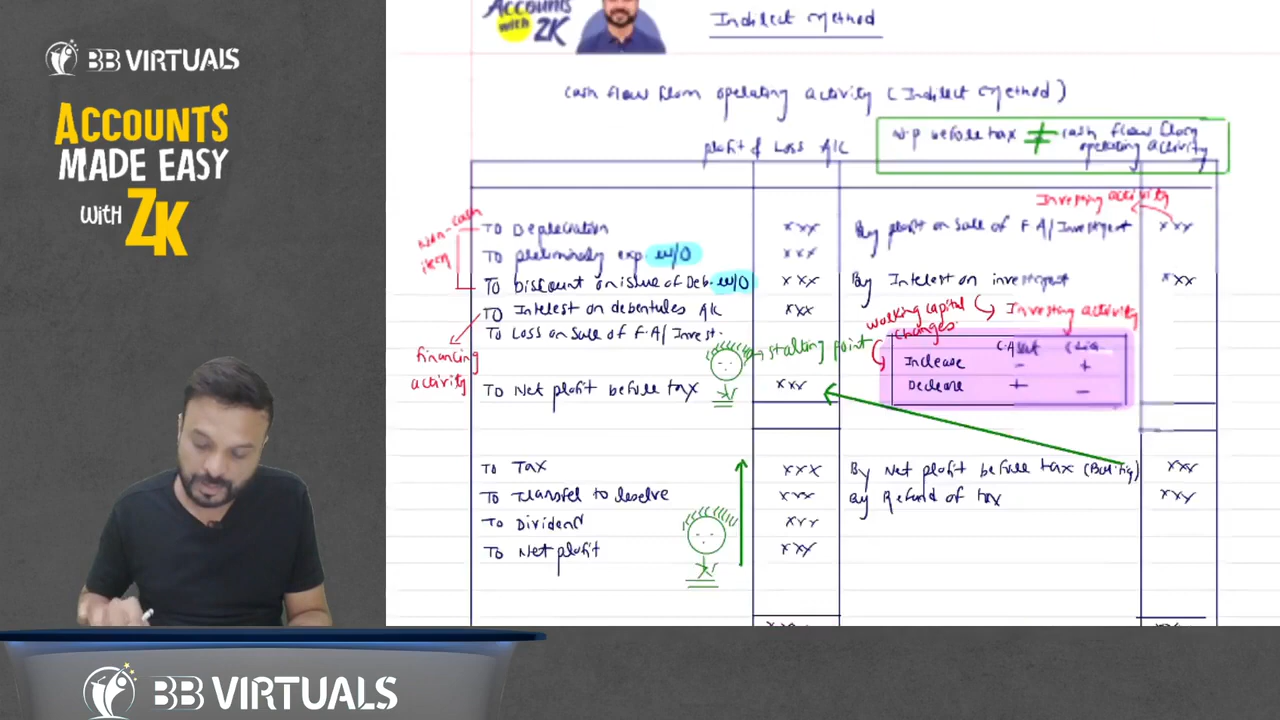 BB VIRTUALS
ACCOUNTS
MADE EASY
WITH ZK
Accounts
with ZK
Indirect method
cash flow from operating activity (Indirect method)
N.P before tax ≠ cash flow from
operating activity
profit & Loss A/c
Investing activity
Non-cash
item
To Depreciation xxx By profit on sale of F.A/Investment xxx
To preliminary exp. w/o xxx
To Discount on issue of Deb. w/o xxx By Interest on investment xxx
To Interest on debentures A/c xxx
working capital
changes
Investing activity
To Loss on sale of F.A/Invest.
starting point
financing
activity
C.Asset C.Lia
Increase - +
Decrease + -
To Net profit before tax xxx
To Tax xxx By Net profit before tax (Bal. fig) xxx
To Transfer to reserve xxx By Refund of tax xxx
To Dividend xxx
To Net profit xxx
BB VIRTUALS